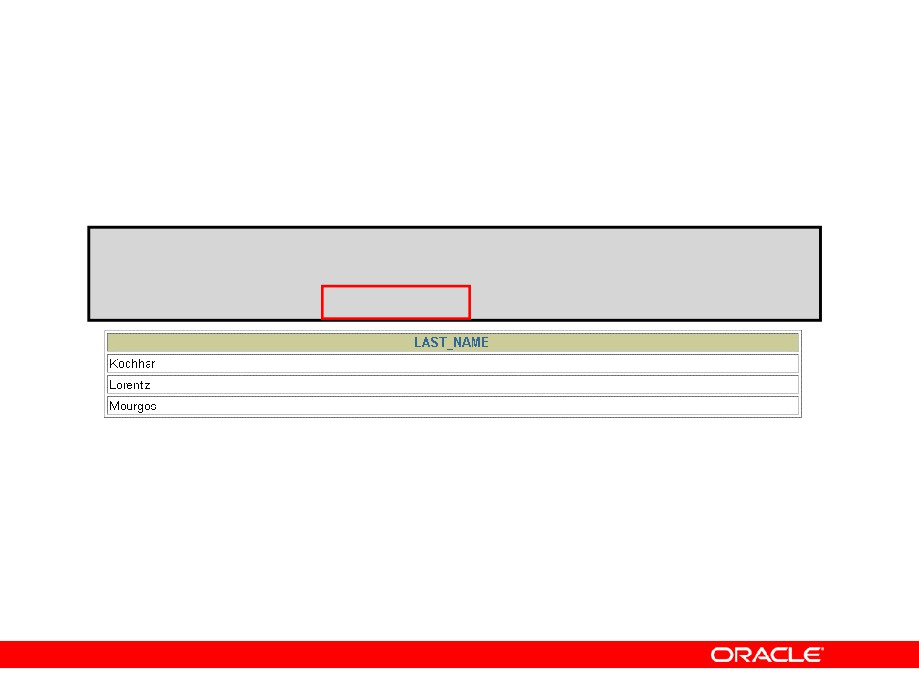 LAST_NAME
Kochhar
Lorentz
Mourgos
ORACLE